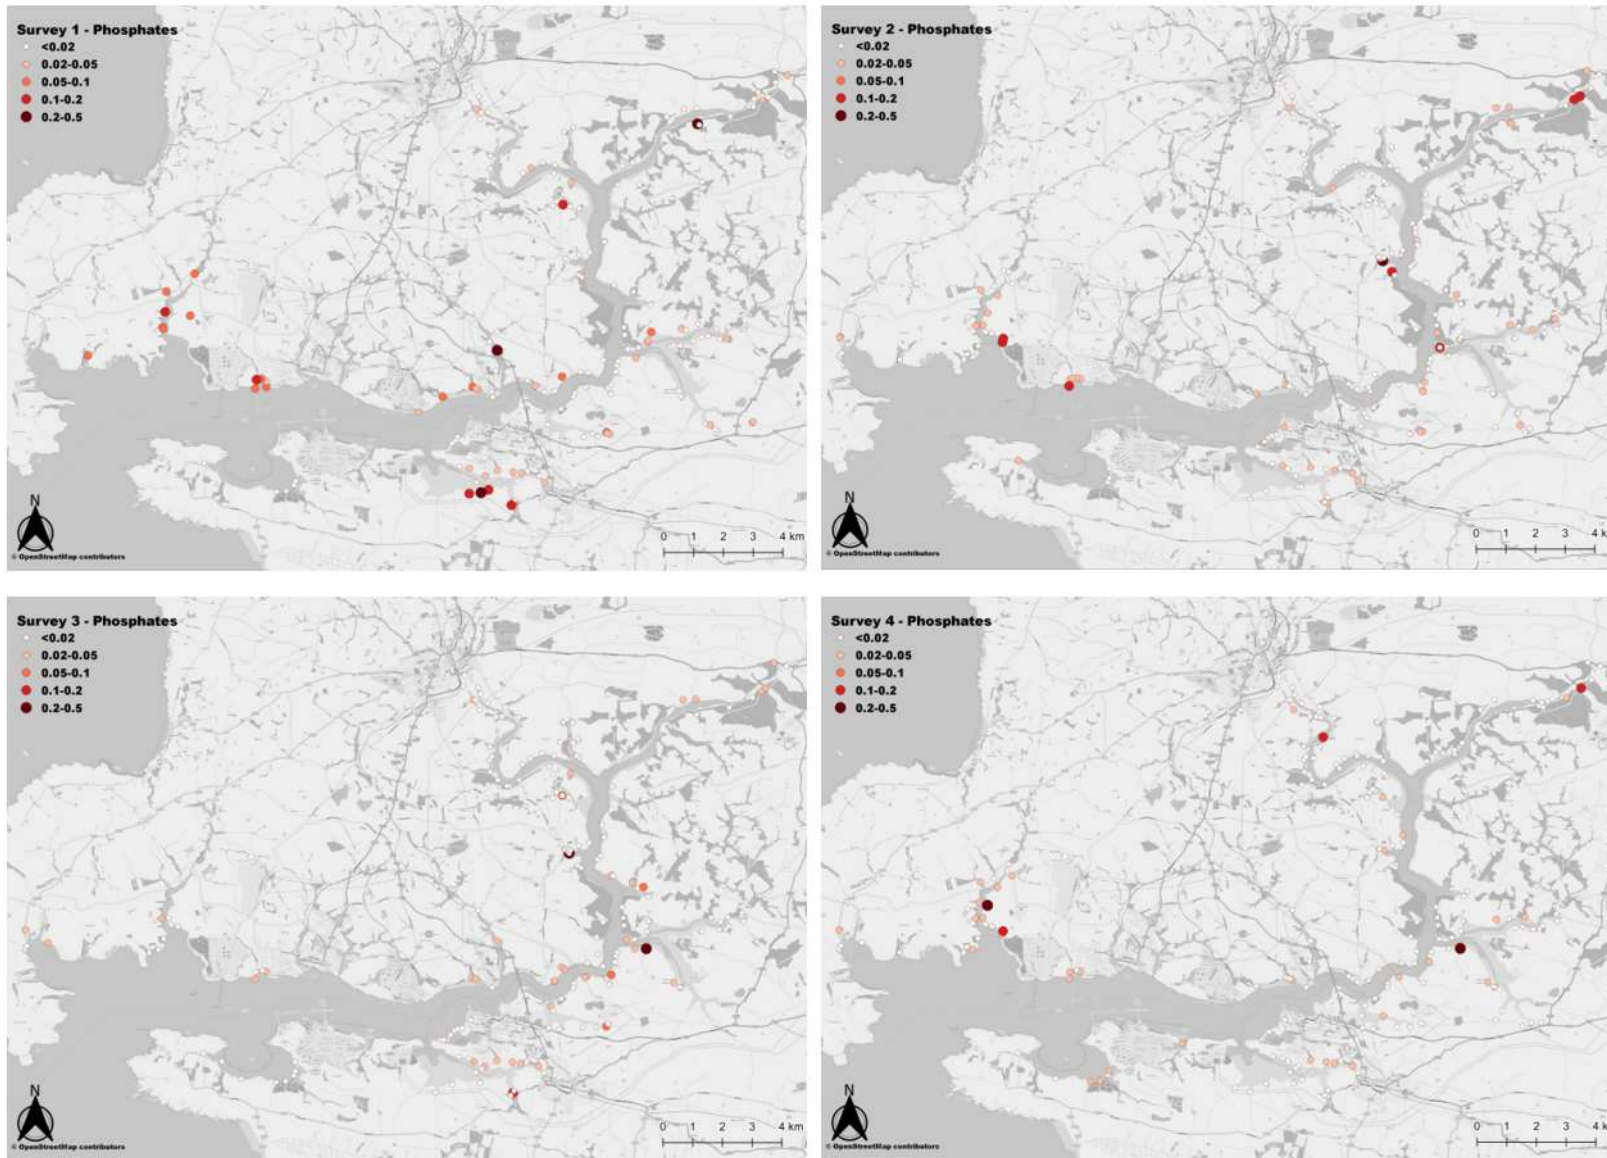 Survey 1 - Phosphates
<0.02
0.02-0.05
0.05-0.1
0.1-0.2
0.2-0.5
N
© OpenStreetMap contributors
0 1 2 3 4 km
Survey 2 - Phosphates
<0.02
0.02-0.05
0.05-0.1
0.1-0.2
0.2-0.5
N
© OpenStreetMap contributors
0 1 2 3 4 k
Survey 3 - Phosphates
<0.02
0.02-0.05
0.05-0.1
0.1-0.2
0.2-0.5
N
© OpenStreetMap contributors
0 1 2 3 4 km
Survey 4 - Phosphates
<0.02
0.02-0.05
0.05-0.1
0.1-0.2
0.2-0.5
N
© OpenStreetMap contributors
0 1 2 3 4 k